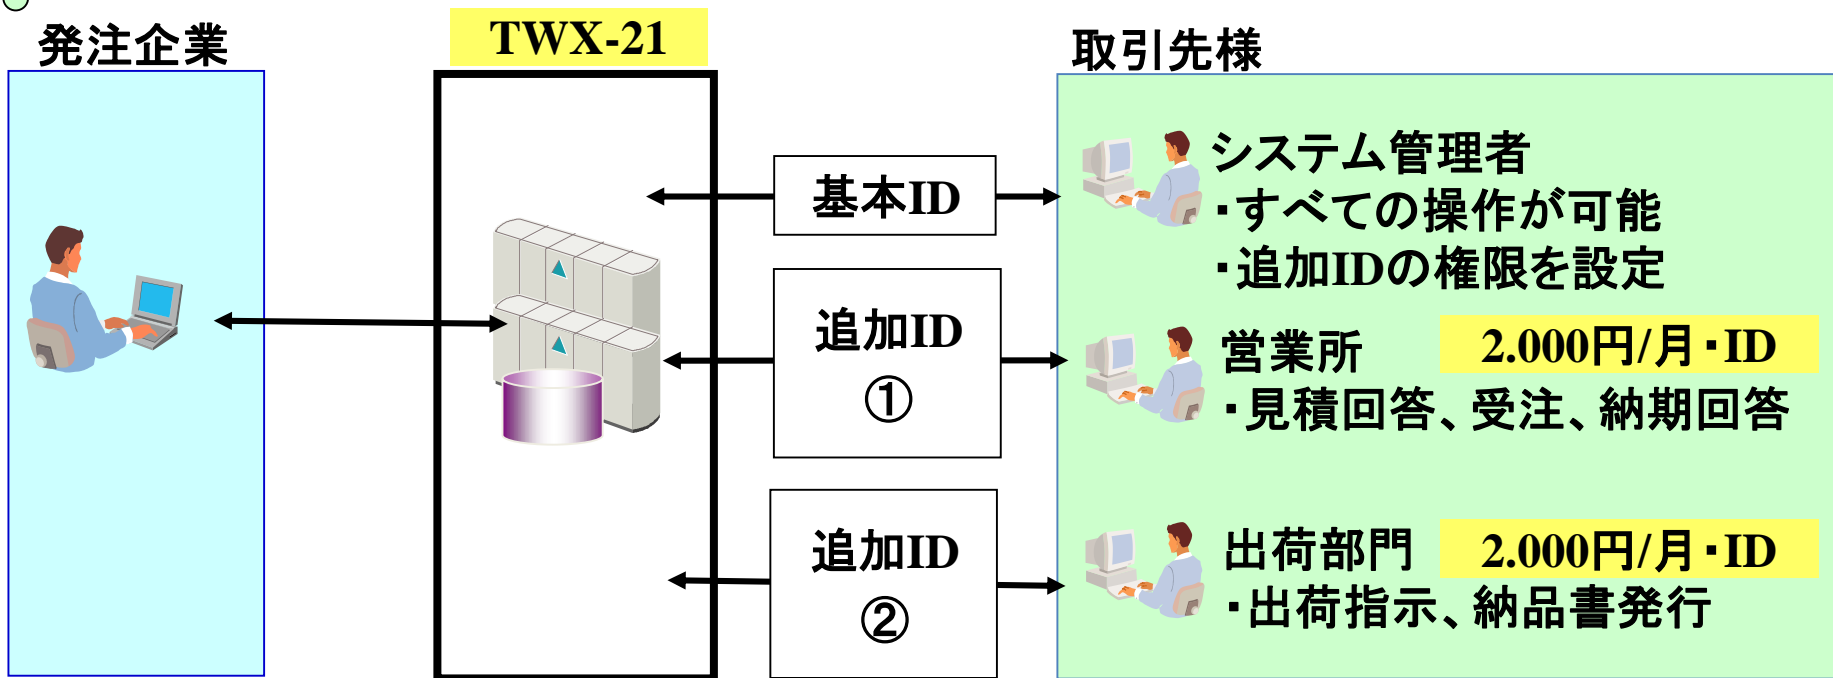 発注企業
TWX-21
取引先様
基本ID
システム管理者
・すべての操作が可能
・追加IDの権限を設定
追加ID
①
営業所
2.000円/月・ID
・見積回答、受注、納期回答
追加ID
②
出荷部門
2.000円/月・ID
・出荷指示、納品書発行